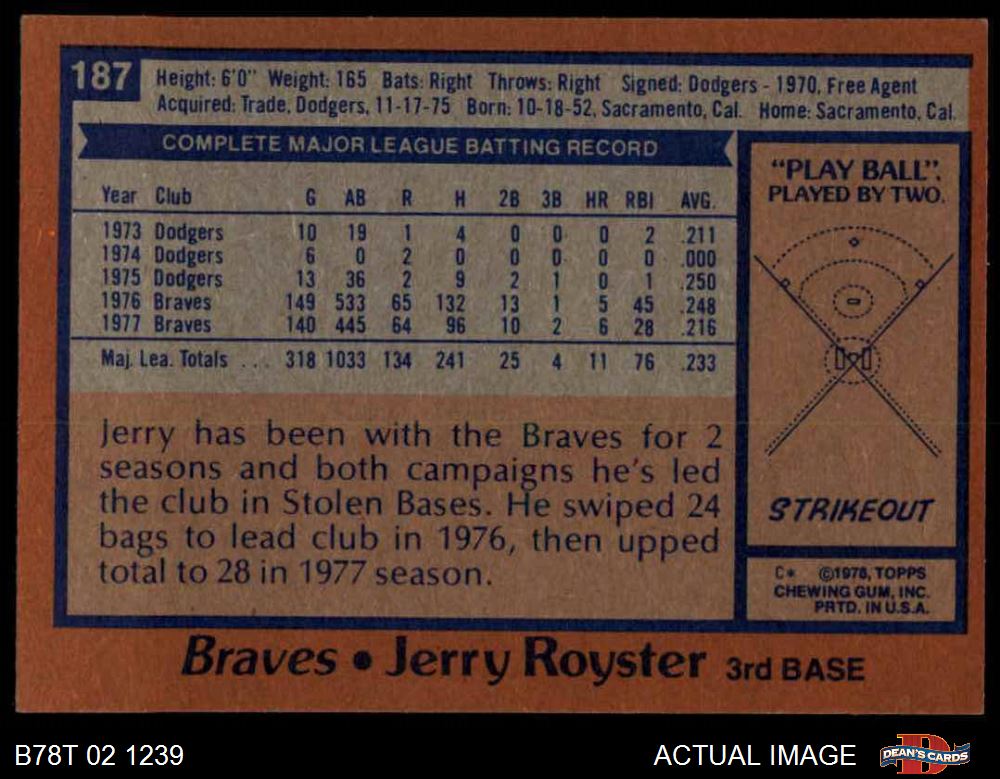 187
Height: 6'0" Weight: 165 Bats: Right Throws: Right Signed: Dodgers - 1970, Free Agent
Acquired: Trade, Dodgers, 11-17-75 Born: 10-18-52, Sacramento, Cal. Home: Sacramento, Cal.
COMPLETE MAJOR LEAGUE BATTING RECORD
Year Club G AB R H 2B 3B HR RBI AVG.
1973 Dodgers 10 19 1 4 0 0 0 2 .211
1974 Dodgers 6 0 2 0 0 0 0 0 .000
1975 Dodgers 13 36 2 9 2 1 0 1 .250
1976 Braves 149 533 65 132 13 1 5 45 .248
1977 Braves 140 445 64 96 10 2 6 28 .216
Maj. Lea. Totals ... 318 1033 134 241 25 4 11 76 .233
Jerry has been with the Braves for 2
seasons and both campaigns he's led
the club in Stolen Bases. He swiped 24
bags to lead club in 1976, then upped
total to 28 in 1977 season.
"PLAY BALL".
PLAYED BY TWO.
STRIKEOUT
C* ©1978, TOPPS
CHEWING GUM, INC.
PRTD. IN U.S.A.
Braves • Jerry Royster 3rd BASE
B78T 02 1239
ACTUAL IMAGE
D
DEAN'S CARDS